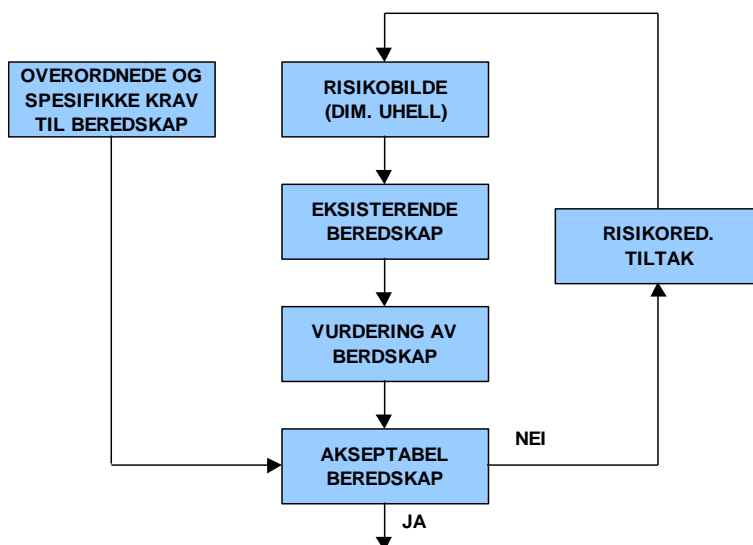 OVERORDNEDE OG
SPESIFIKKE KRAV
TIL BEREDSKAP
RISIKOBILDE
(DIM. UHELL)
EKSISTERENDE
BEREDSKAP
RISIKORED.
TILTAK
VURDERING AV
BERDSKAP
AKSEPTABEL
BEREDSKAP
NEI
JA